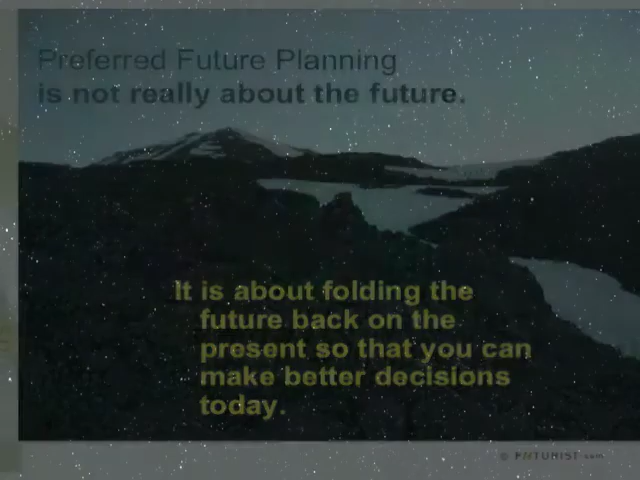 Preferred Future Planning
is not really about the future.
It is about folding the
future back on the
present so that you can
make better decisions
today.
© FUTURIST.com